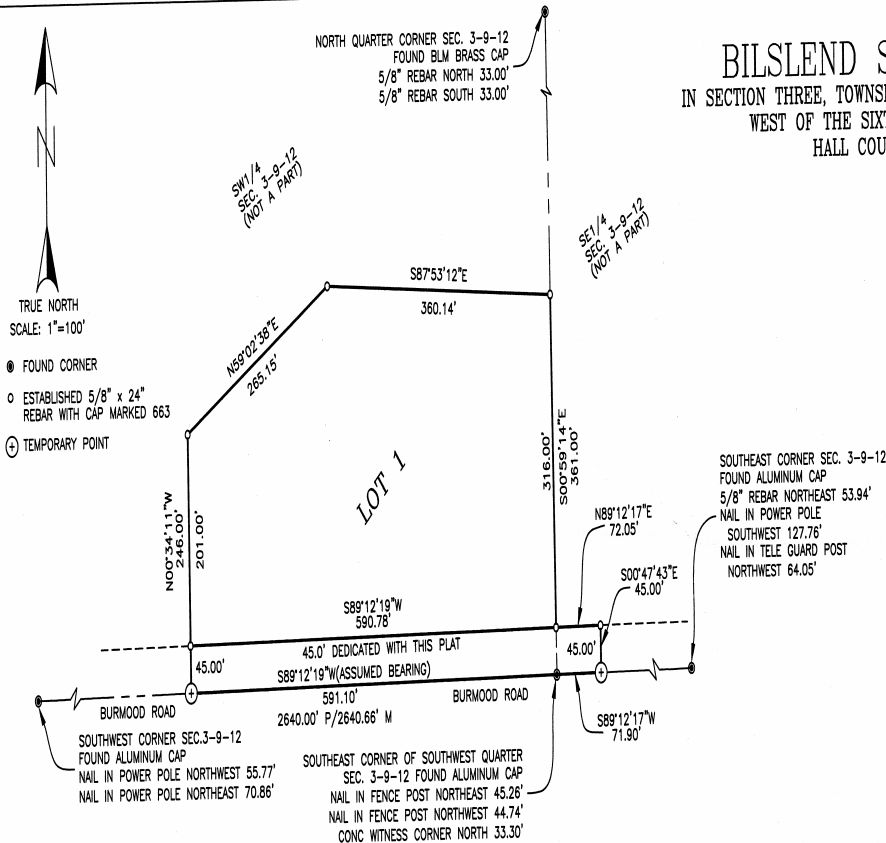 NORTH QUARTER CORNER SEC. 3-9-12
FOUND BLM BRASS CAP
5/8" REBAR NORTH 33.00'
5/8" REBAR SOUTH 33.00'
BILSLEND S
IN SECTION THREE, TOWNS
WEST OF THE SIX
HALL COU
N
TRUE NORTH
SCALE: 1"=100'
FOUND CORNER
ESTABLISHED 5/8" x 24"
REBAR WITH CAP MARKED 663
TEMPORARY POINT
SW1/4
SEC. 3-9-12
(NOT A PART)
SE1/4
SEC. 3-9-12
(NOT A PART)
S87°53'12"E
360.14'
N59°02'38"E
265.15'
LOT 1
N00°34'11"W
246.00'
201.00'
316.00'
S00°59'14"E
361.00'
N89°12'17"E
72.05'
S00°47'43"E
45.00'
SOUTHEAST CORNER SEC. 3-9-12
FOUND ALUMINUM CAP
5/8" REBAR NORTHEAST 53.94'
NAIL IN POWER POLE
SOUTHWEST 127.76'
NAIL IN TELE GUARD POST
NORTHWEST 64.05'
S89°12'19"W
590.78'
45.00'
45.0' DEDICATED WITH THIS PLAT
45.00'
S89°12'19"W(ASSUMED BEARING)
BURMOOD ROAD
591.10'
BURMOOD ROAD
2640.00' P/2640.66' M
S89°12'17"W
71.90'
SOUTHWEST CORNER SEC.3-9-12
FOUND ALUMINUM CAP
NAIL IN POWER POLE NORTHWEST 55.77'
NAIL IN POWER POLE NORTHEAST 70.86'
SOUTHEAST CORNER OF SOUTHWEST QUARTER
SEC. 3-9-12 FOUND ALUMINUM CAP
NAIL IN FENCE POST NORTHEAST 45.26'
NAIL IN FENCE POST NORTHWEST 44.74'
CONC WITNESS CORNER NORTH 33.30'